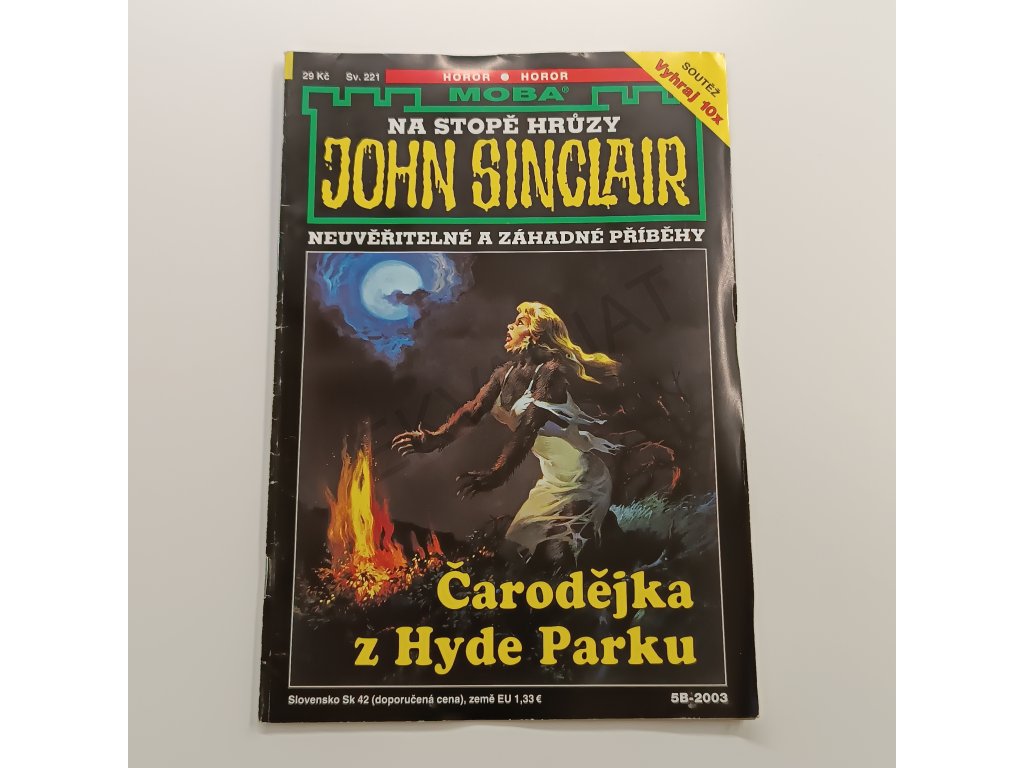 29 Kč Sv. 221
HOROR • HOROR
SOUTĚŽ
Vyhraj 10x
MOBA®
NA STOPĚ HRŮZY
JOHN SINCLAIR
NEUVĚŘITELNÉ A ZÁHADNÉ PŘÍBĚHY
Čarodějka
z Hyde Parku
Slovensko Sk 42 (doporučená cena), země EU 1,33 € 5B-2003